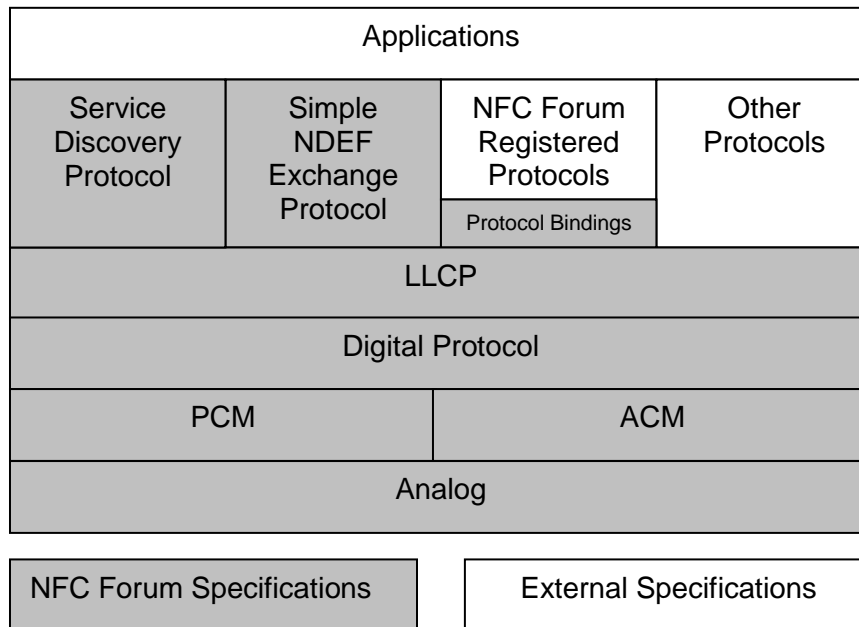 Applications
Service
Discovery
Protocol
Simple
NDEF
Exchange
Protocol
NFC Forum
Registered
Protocols
Protocol Bindings
Other
Protocols
LLCP
Digital Protocol
PCM
ACM
Analog
NFC Forum Specifications
External Specifications